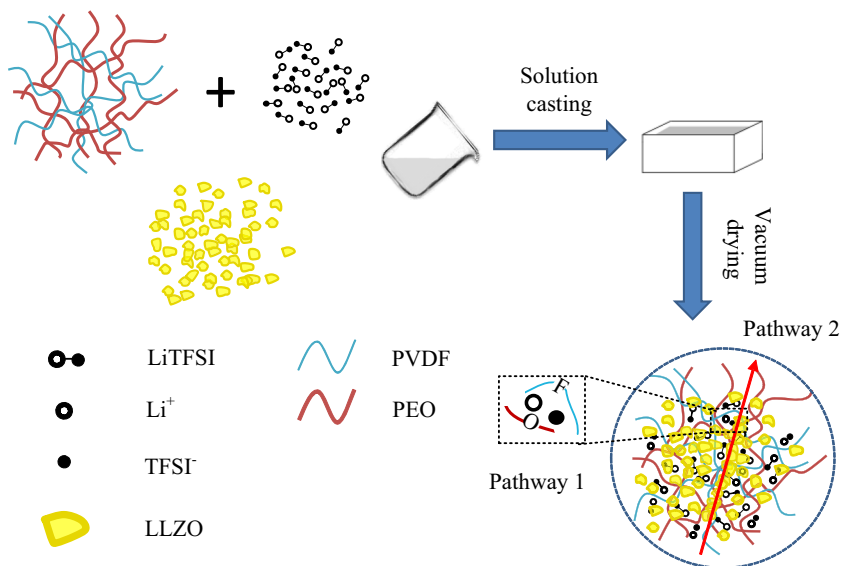 +
Solution
casting
Vacuum
drying
Pathway 2
LiTFSI
PVDF
Li⁺
PEO
F
O
TFSI⁻
Pathway 1
LLZO